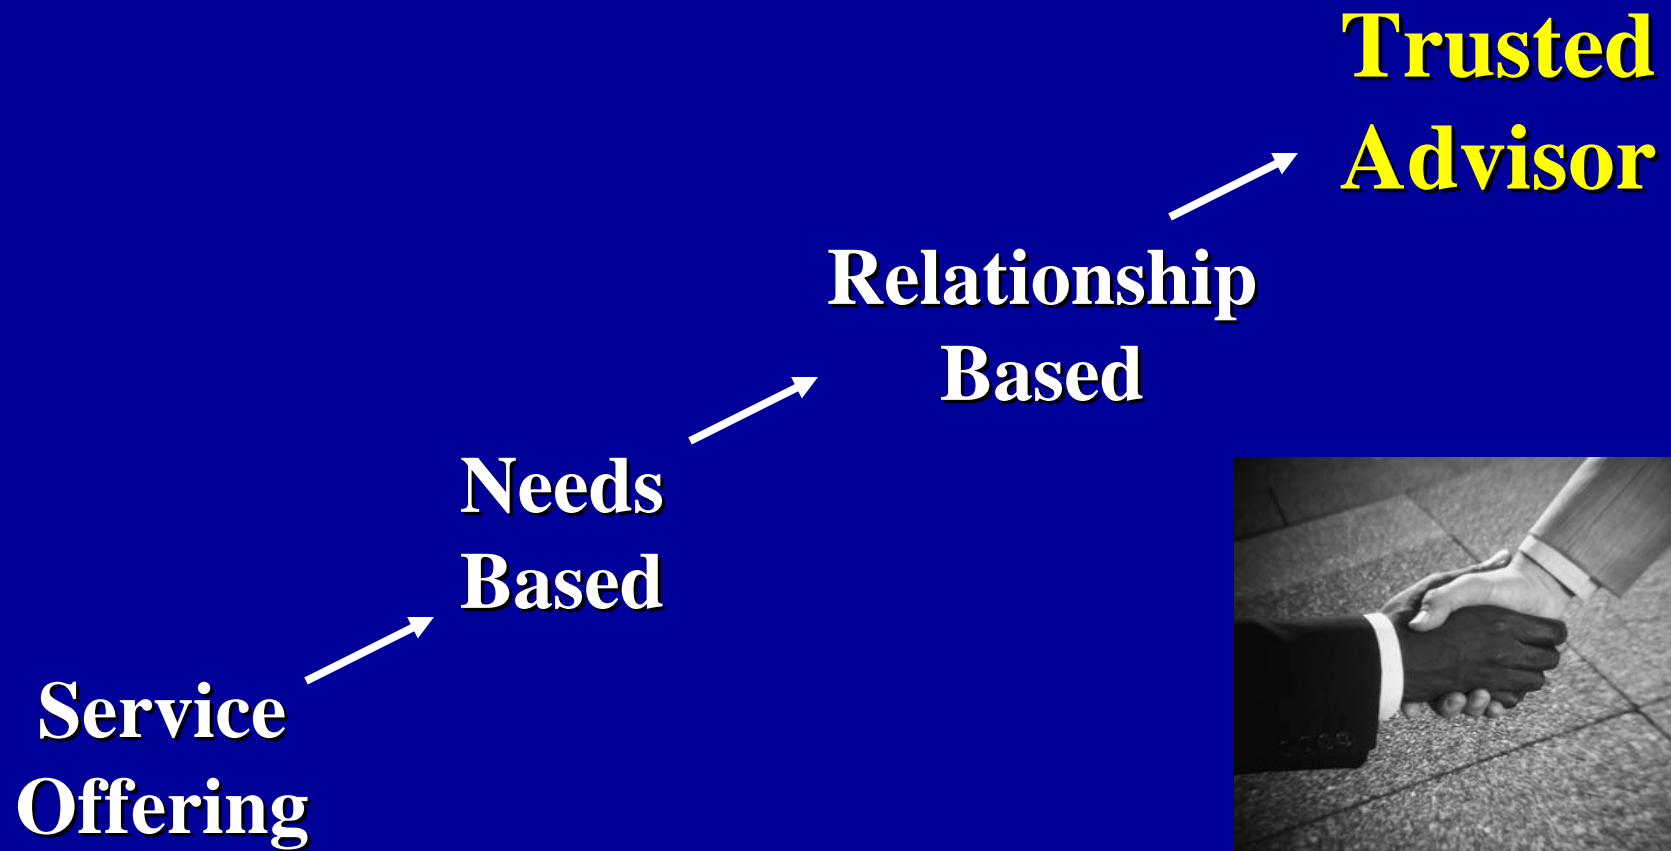 Trusted
Advisor
Relationship
Based
Needs
Based
Service
Offering